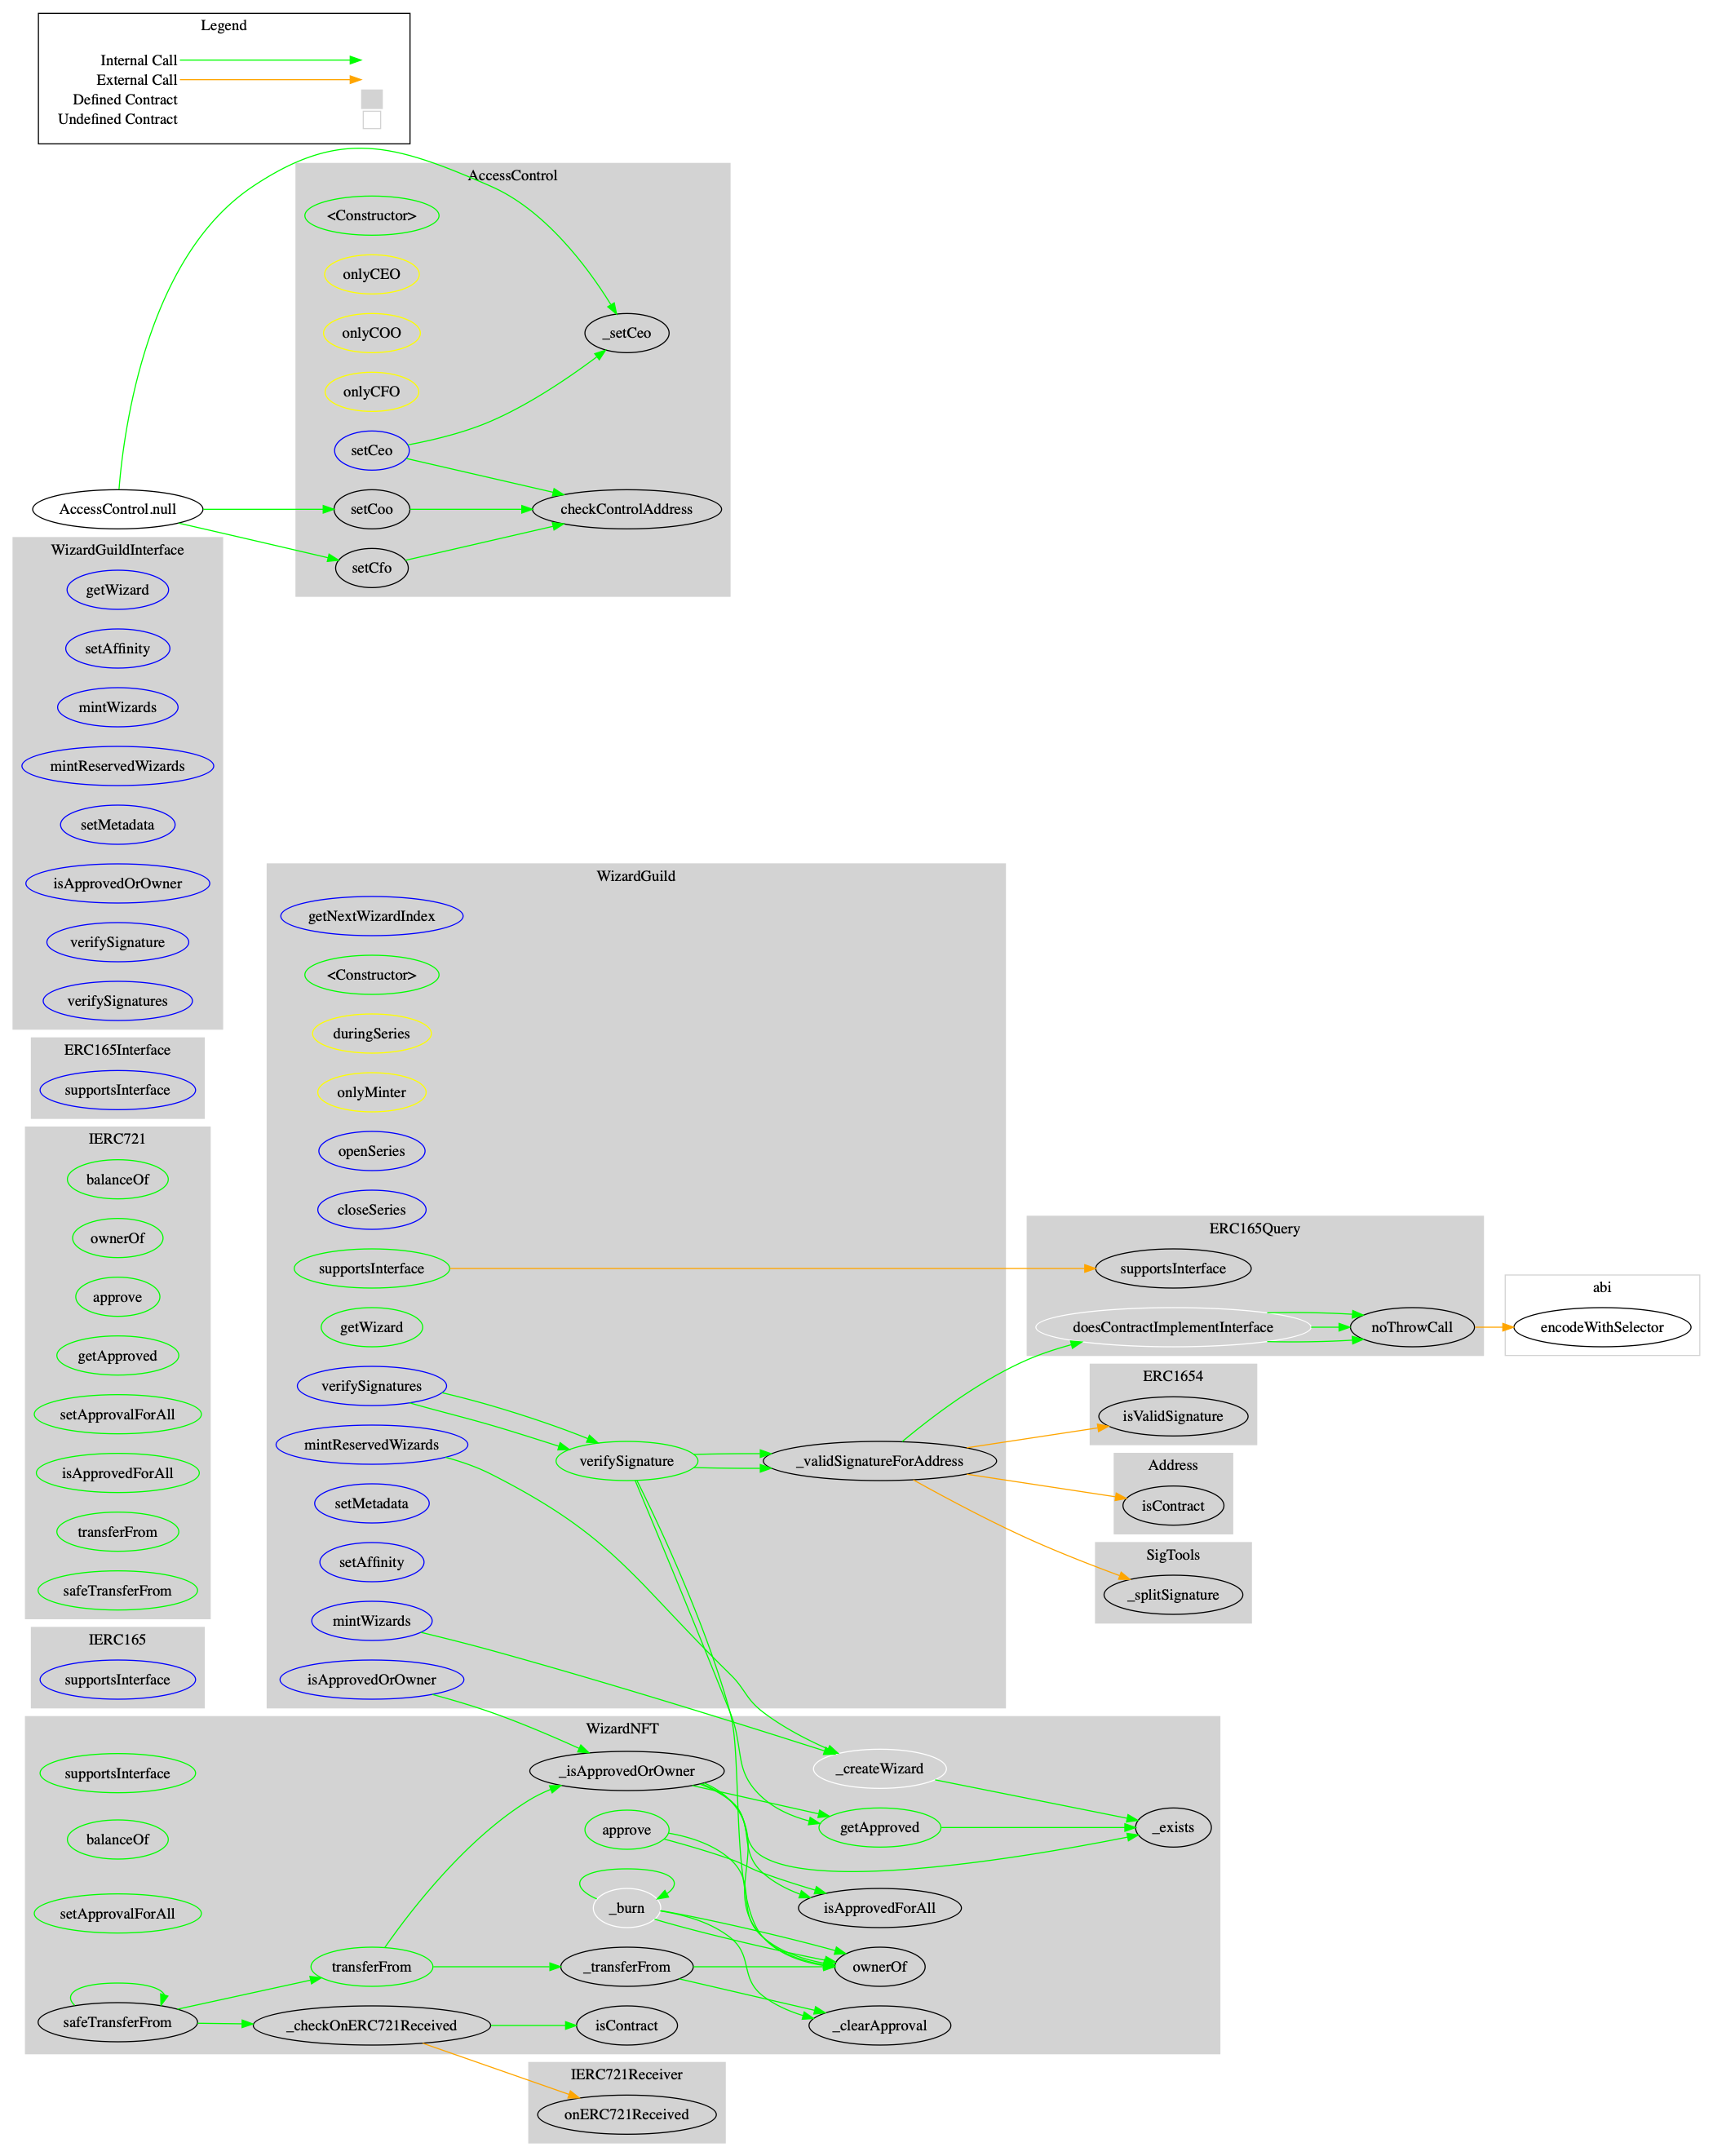 Legend
Internal Call
External Call
Defined Contract
Undefined Contract
AccessControl
<Constructor>
onlyCEO
onlyCOO
_setCeo
onlyCFO
setCeo
AccessControl.null
setCoo
checkControlAddress
setCfo
WizardGuildInterface
getWizard
setAffinity
mintWizards
mintReservedWizards
setMetadata
isApprovedOrOwner
verifySignature
verifySignatures
ERC165Interface
supportsInterface
IERC721
balanceOf
ownerOf
approve
getApproved
setApprovalForAll
isApprovedForAll
transferFrom
safeTransferFrom
IERC165
supportsInterface
WizardGuild
getNextWizardIndex
<Constructor>
duringSeries
onlyMinter
openSeries
closeSeries
supportsInterface
getWizard
verifySignatures
mintReservedWizards
verifySignature
_validSignatureForAddress
setMetadata
setAffinity
mintWizards
isApprovedOrOwner
ERC165Query
supportsInterface
doesContractImplementInterface
noThrowCall
abi
encodeWithSelector
ERC1654
isValidSignature
Address
isContract
SigTools
_splitSignature
WizardNFT
supportsInterface
_isApprovedOrOwner
_createWizard
balanceOf
approve
getApproved
_exists
setApprovalForAll
_burn
isApprovedForAll
transferFrom
_transferFrom
ownerOf
safeTransferFrom
_checkOnERC721Received
isContract
_clearApproval
IERC721Receiver
onERC721Received